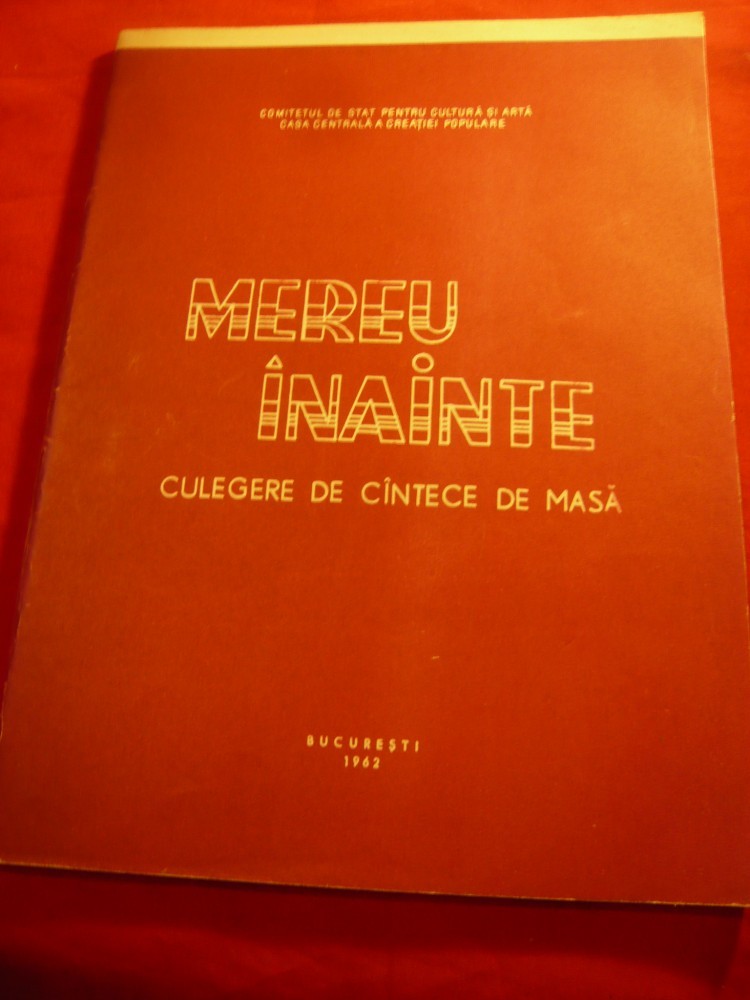 COMITETUL DE STAT PENTRU CULTURĂ ȘI ARTĂ
CASA CENTRALĂ A CREAȚIEI POPULARE
MEREU
ÎNAINTE
CULEGERE DE CÎNTECE DE MASĂ
BUCUREȘTI
1962